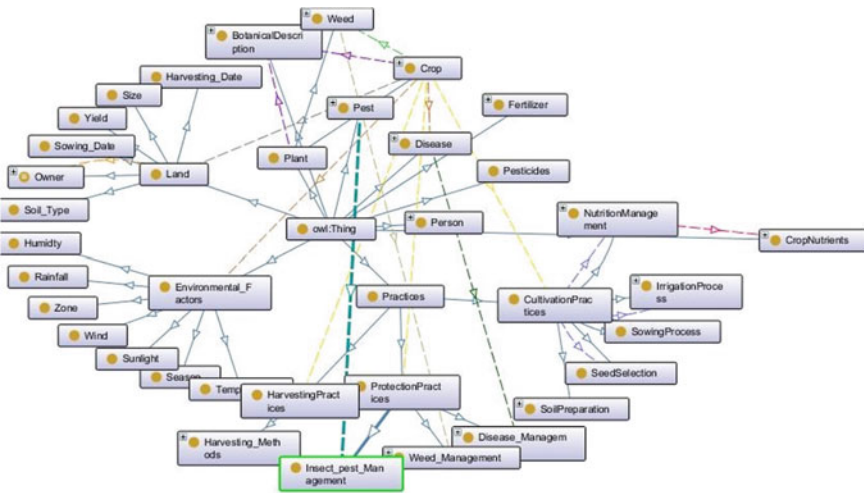 Weed
BotanicalDescri
ption
Crop
Harvesting_Date
Size
Pest
Fertilizer
Yield
Sowing_Date
Disease
Plant
Owner
Land
Pesticides
Soil_Type
owl:Thing
Person
NutritionManage
ment
CropNutrients
Humidty
Rainfall
Environmental_F
actors
Practices
CultivationPrac
tices
IrrigationProce
ss
Zone
Wind
SowingProcess
Sunlight
SeedSelection
HarvestingPract
ices
ProtectionPract
ices
SoilPreparation
Harvesting_Meth
ods
Disease_Managem
Weed_Management
Insect_pest_Man
agement